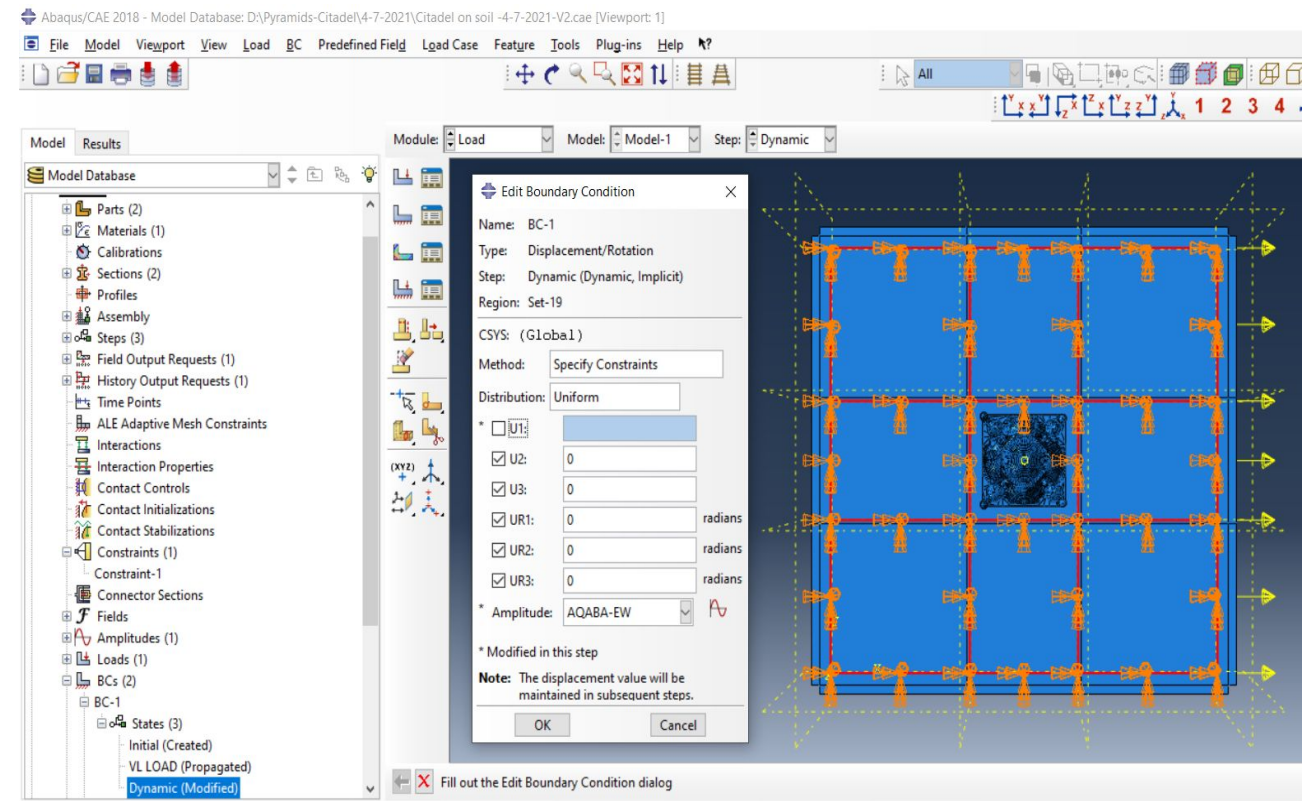 Abaqus/CAE 2018 - Model Database: D:\Pyramids-Citadel\4-7-2021\Citadel on soil -4-7-2021-V2.cae [Viewport: 1]
File Model Viewport View Load BC Predefined Field Load Case Feature Tools Plug-ins Help
All
1 2 3 4
Model Results
Module: Load Model: Model-1 Step: Dynamic
Model Database
Parts (2)
Materials (1)
Calibrations
Sections (2)
Profiles
Assembly
Steps (3)
Field Output Requests (1)
History Output Requests (1)
Time Points
ALE Adaptive Mesh Constraints
Interactions
Interaction Properties
Contact Controls
Contact Initializations
Contact Stabilizations
Constraints (1)
Constraint-1
Connector Sections
Fields
Amplitudes (1)
Loads (1)
BCs (2)
BC-1
States (3)
Initial (Created)
VL LOAD (Propagated)
Dynamic (Modified)
(XYZ)
Edit Boundary Condition
Name: BC-1
Type: Displacement/Rotation
Step: Dynamic (Dynamic, Implicit)
Region: Set-19
CSYS: (Global)
Method: Specify Constraints
Distribution: Uniform
* U1:
U2: 0
U3: 0
UR1: 0 radians
UR2: 0 radians
UR3: 0 radians
* Amplitude: AQABA-EW
* Modified in this step
Note: The displacement value will be
maintained in subsequent steps.
OK Cancel
Fill out the Edit Boundary Condition dialog